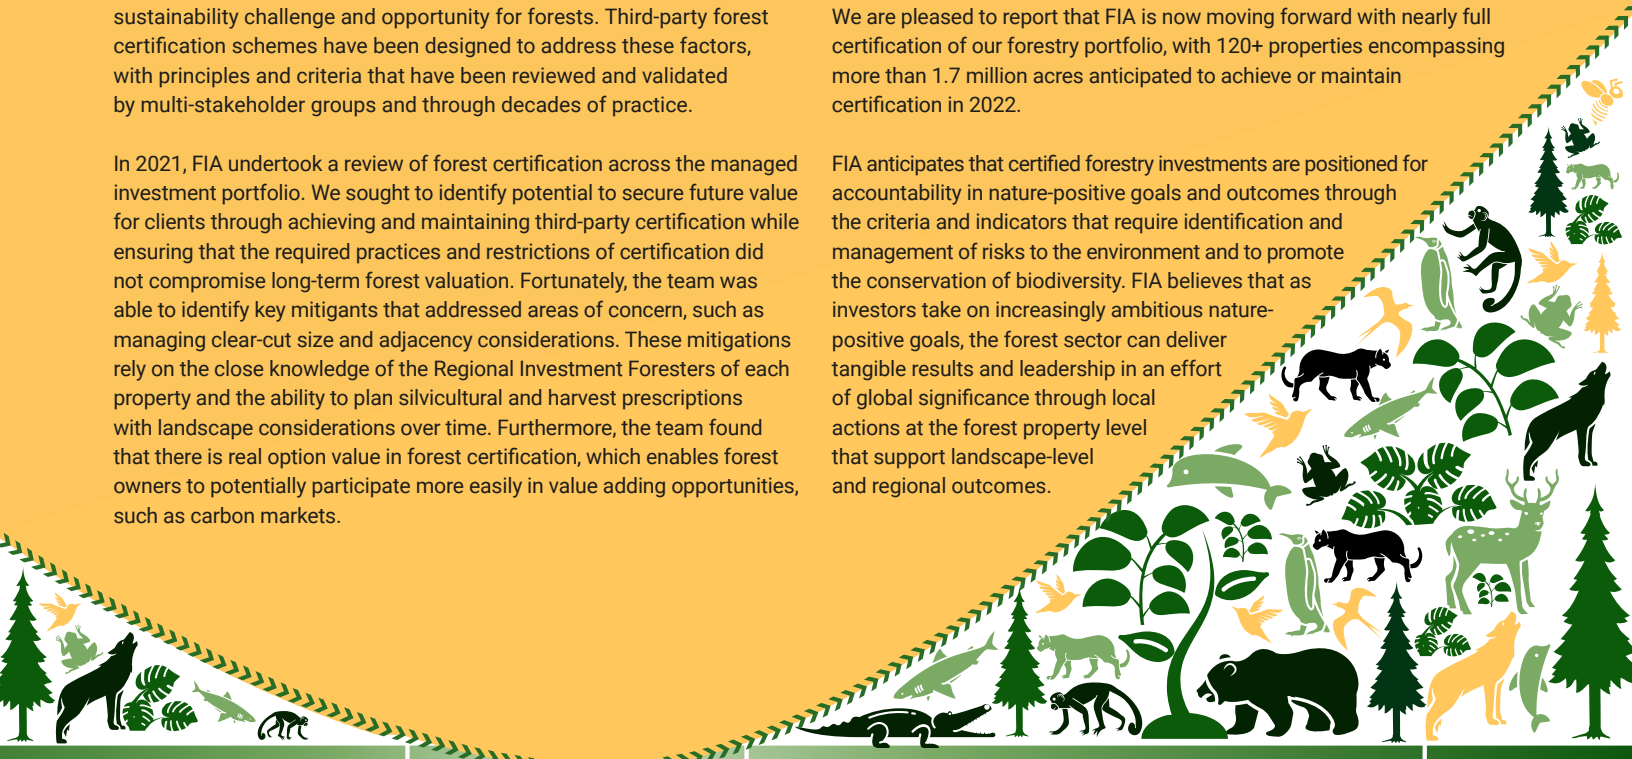 sustainability challenge and opportunity for forests. Third-party forest
certification schemes have been designed to address these factors,
with principles and criteria that have been reviewed and validated
by multi-stakeholder groups and through decades of practice.
In 2021, FIA undertook a review of forest certification across the managed
investment portfolio. We sought to identify potential to secure future value
for clients through achieving and maintaining third-party certification while
ensuring that the required practices and restrictions of certification did
not compromise long-term forest valuation. Fortunately, the team was
able to identify key mitigants that addressed areas of concern, such as
managing clear-cut size and adjacency considerations. These mitigations
rely on the close knowledge of the Regional Investment Foresters of each
property and the ability to plan silvicultural and harvest prescriptions
with landscape considerations over time. Furthermore, the team found
that there is real option value in forest certification, which enables forest
owners to potentially participate more easily in value adding opportunities,
such as carbon markets.
We are pleased to report that FIA is now moving forward with nearly full
certification of our forestry portfolio, with 120+ properties encompassing
more than 1.7 million acres anticipated to achieve or maintain
certification in 2022.
FIA anticipates that certified forestry investments are positioned for
accountability in nature-positive goals and outcomes through
the criteria and indicators that require identification and
management of risks to the environment and to promote
the conservation of biodiversity. FIA believes that as
investors take on increasingly ambitious nature-
positive goals, the forest sector can deliver
tangible results and leadership in an effort
of global significance through local
actions at the forest property level
that support landscape-level
and regional outcomes.